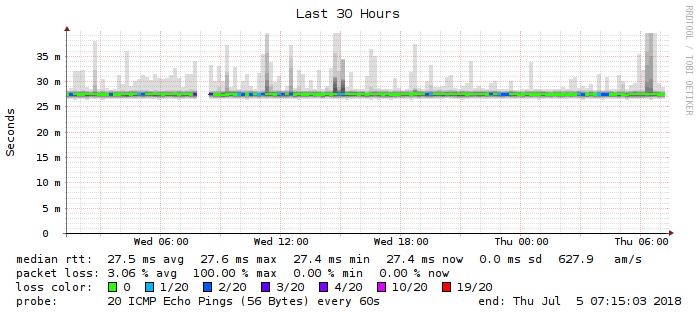 Last 30 Hours
RRDTOOL / TOBI OETIKER
Seconds
35 m
30 m
25 m
20 m
15 m
10 m
5 m
0
Wed 06:00 Wed 12:00 Wed 18:00 Thu 00:00 Thu 06:00
median rtt: 27.5 ms avg 27.6 ms max 27.4 ms min 27.4 ms now 0.0 ms sd 627.9 am/s
packet loss: 3.06 % avg 100.00 % max 0.00 % min 0.00 % now
loss color: 0 1/20 2/20 3/20 4/20 10/20 19/20
probe: 20 ICMP Echo Pings (56 Bytes) every 60s end: Thu Jul 5 07:15:03 2018